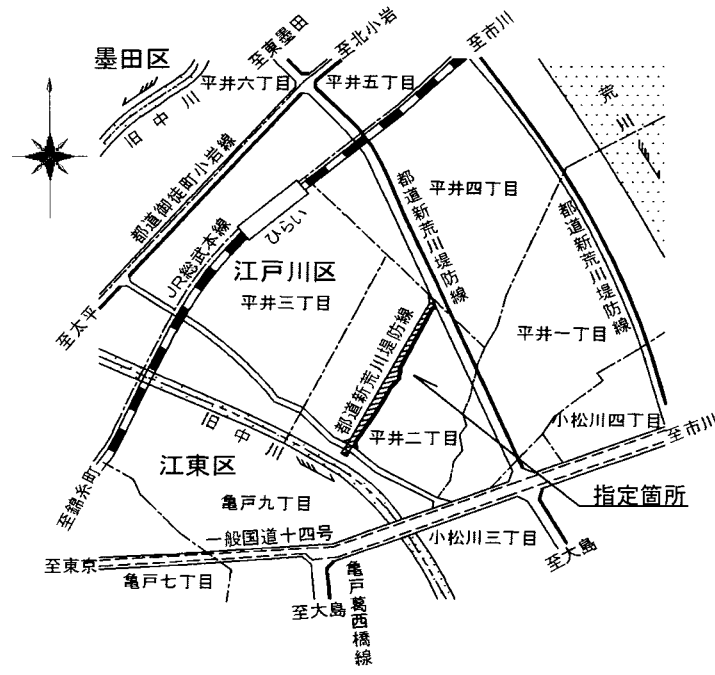 至東墨田
至北小岩
至市川
墨田区
平井六丁目
平井五丁目
旧中川
荒川
都道御徒町小岩線
都道新荒川堤防線
平井四丁目
都道新荒川堤防線
ひらい
JR総武本線
江戸川区
平井三丁目
至太平
都道新荒川堤防線
平井一丁目
旧中川
平井二丁目
小松川四丁目
至市川
江東区
至錦糸町
亀戸九丁目
指定箇所
一般国道十四号
小松川三丁目
至東京
亀戸七丁目
至大島
至大島
亀戸葛西橋線